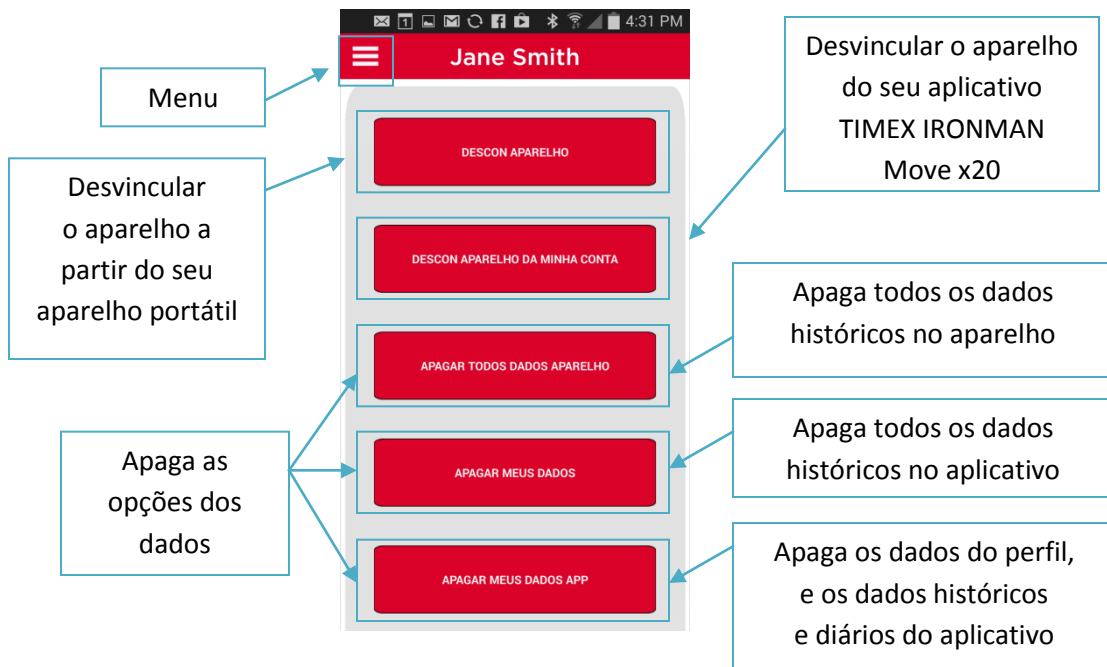 4:31 PM
Jane Smith
Menu
Desvincular o aparelho
do seu aplicativo
TIMEX IRONMAN
Move x20
DESCON APARELHO
Desvincular
o aparelho a
partir do seu
aparelho portátil
DESCON APARELHO DA MINHA CONTA
Apaga todos os dados
históricos no aparelho
APAGAR TODOS DADOS APARELHO
Apaga todos os dados
históricos no aplicativo
Apaga as
opções dos
dados
APAGAR MEUS DADOS
Apaga os dados do perfil,
e os dados históricos
e diários do aplicativo
APAGAR MEUS DADOS APP